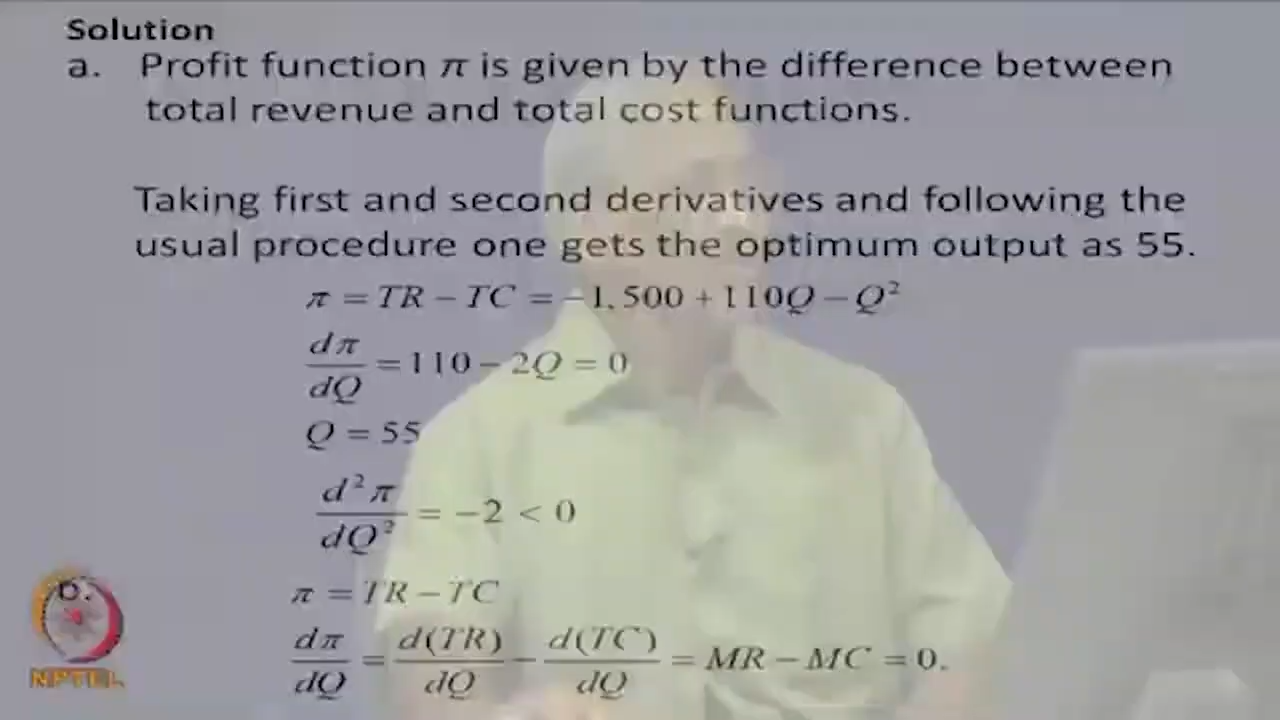 Solution
a. Profit function π is given by the difference between
total revenue and total cost functions.
Taking first and second derivatives and following the
usual procedure one gets the optimum output as 55.
π = TR − TC = −1,500 + 110Q − Q²
dπ/dQ = 110 − 2Q = 0
Q = 55
d²π/dQ² = −2 < 0
b. π = TR − TC
dπ/dQ = d(TR)/dQ − d(TC)/dQ = MR − MC = 0.
NPTEL